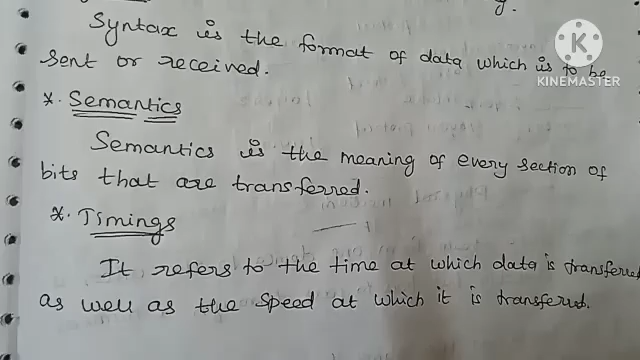 Syntax is the format of data which is to be
sent or received.
*. Semantics
Semantics is the meaning of every section of
bits that are transferred.
*. Timings
It refers to the time at which data is transferred
as well as the speed at which it is transferred.
KINEMASTER